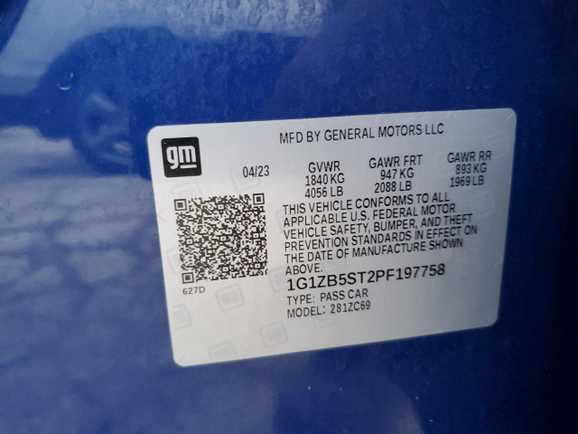 MFD BY GENERAL MOTORS LLC
gm
04/23 GVWR GAWR FRT GAWR RR
1840 KG 947 KG 893 KG
4056 LB 2088 LB 1969 LB
THIS VEHICLE CONFORMS TO ALL
APPLICABLE U.S. FEDERAL MOTOR
VEHICLE SAFETY, BUMPER, AND THEFT
PREVENTION STANDARDS IN EFFECT ON
THE DATE OF MANUFACTURE SHOWN
ABOVE.
627D
1G1ZB5ST2PF197758
TYPE: PASS CAR
MODEL: 281ZC69